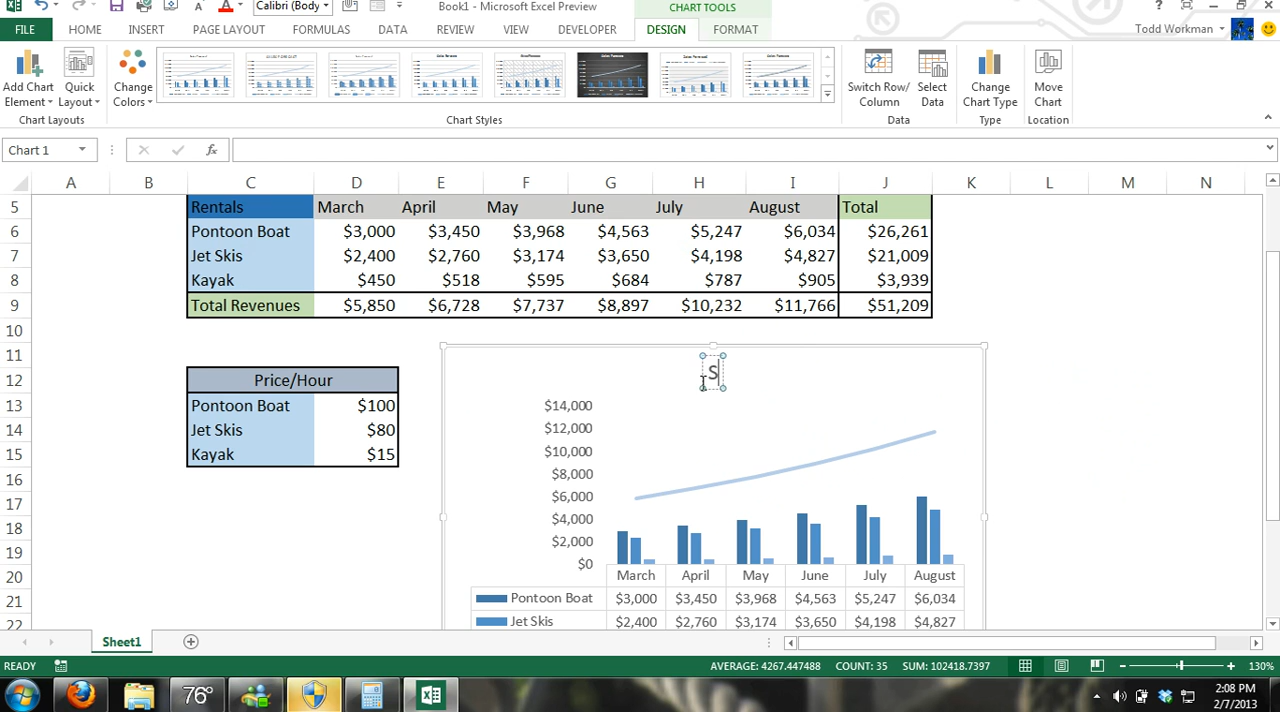 Calibri (Body
Book1 - Microsoft Excel Preview
CHART TOOLS
?
FILE
HOME
INSERT
PAGE LAYOUT
FORMULAS
DATA
REVIEW
VIEW
DEVELOPER
DESIGN
FORMAT
Todd Workman
Add Chart
Element
Quick
Layout
Change
Colors
Switch Row/
Column
Select
Data
Change
Chart Type
Move
Chart
Chart Layouts
Chart Styles
Data
Type
Location
Chart 1
fx
A B C D E F G H I J K L M N
5 Rentals March April May June July August Total
6 Pontoon Boat $3,000 $3,450 $3,968 $4,563 $5,247 $6,034 $26,261
7 Jet Skis $2,400 $2,760 $3,174 $3,650 $4,198 $4,827 $21,009
8 Kayak $450 $518 $595 $684 $787 $905 $3,939
9 Total Revenues $5,850 $6,728 $7,737 $8,897 $10,232 $11,766 $51,209
10
11
12 Price/Hour
13 Pontoon Boat $100
14 Jet Skis $80
15 Kayak $15
16
17
18
19
20
21
22
S
$14,000
$12,000
$10,000
$8,000
$6,000
$4,000
$2,000
$0
March April May June July August
Pontoon Boat $3,000 $3,450 $3,968 $4,563 $5,247 $6,034
Jet Skis $2,400 $2,760 $3,174 $3,650 $4,198 $4,827
Sheet1
READY
AVERAGE: 4267.447488 COUNT: 35 SUM: 102418.7397
130%
76°
2:08 PM
2/7/2013